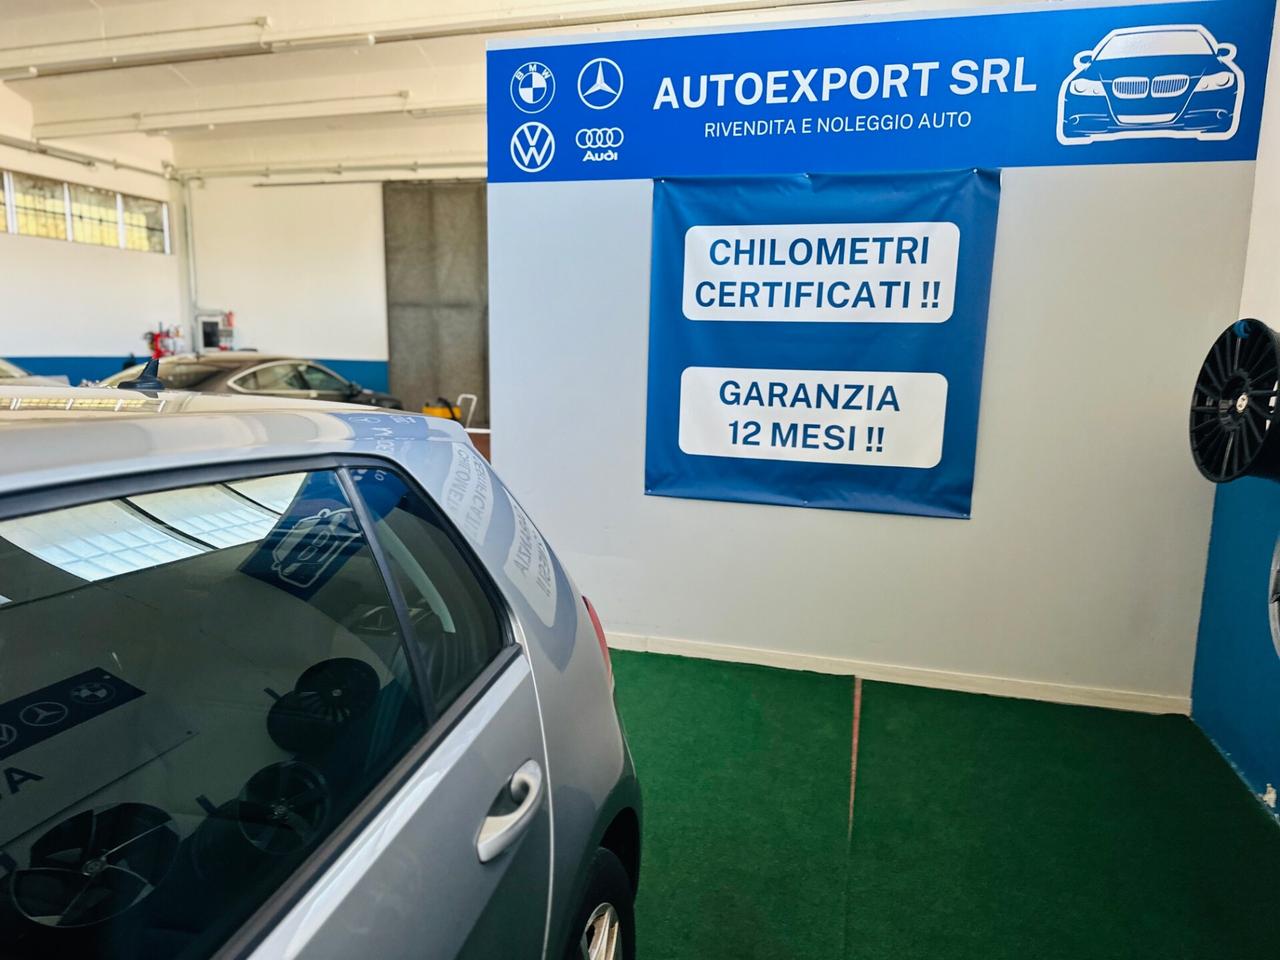 BMW
Audi
AUTOEXPORT SRL
RIVENDITA E NOLEGGIO AUTO
CHILOMETRI
CERTIFICATI !!
GARANZIA
12 MESI !!